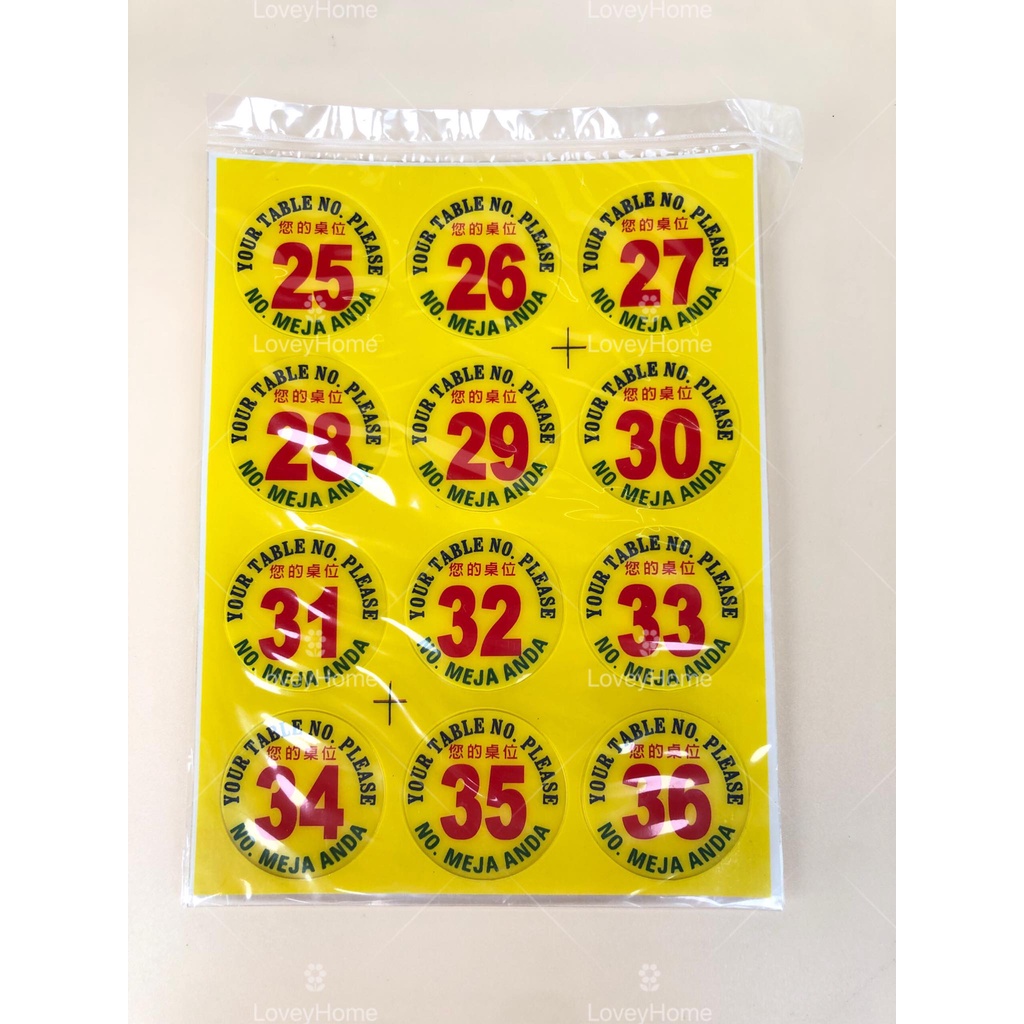 LoveyHome
LoveyHome
YOUR TABLE NO. PLEASE
您的桌位
25
NO. MEJA ANDA
YOUR TABLE NO. PLEASE
您的桌位
26
NO. MEJA ANDA
YOUR TABLE NO. PLEASE
您的桌位
27
NO. MEJA ANDA
LoveyHome
LoveyHome
YOUR TABLE NO. PLEASE
您的桌位
28
NO. MEJA ANDA
YOUR TABLE NO. PLEASE
您的桌位
29
NO. MEJA ANDA
YOUR TABLE NO. PLEASE
您的桌位
30
NO. MEJA ANDA
YOUR TABLE NO. PLEASE
您的桌位
31
NO. MEJA ANDA
YOUR TABLE NO. PLEASE
您的桌位
32
NO. MEJA ANDA
YOUR TABLE NO. PLEASE
您的桌位
33
NO. MEJA ANDA
LoveyHome
LoveyHome
YOUR TABLE NO. PLEASE
您的桌位
34
NO. MEJA ANDA
YOUR TABLE NO. PLEASE
您的桌位
35
NO. MEJA ANDA
YOUR TABLE NO. PLEASE
您的桌位
36
NO. MEJA ANDA
LoveyHome
LoveyHome